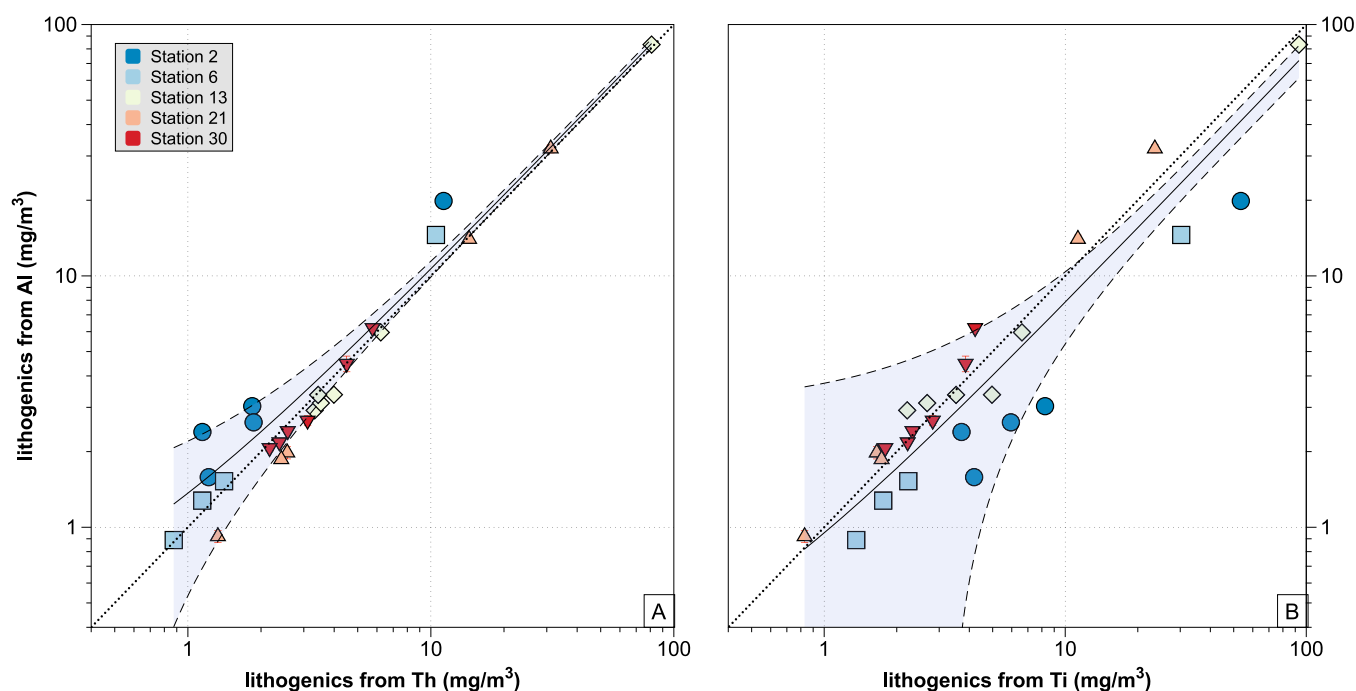 100
10
1
lithogenics from Al (mg/m³)
Station 2
Station 6
Station 13
Station 21
Station 30
A
1 10 100
lithogenics from Th (mg/m³)
B
1 10 100
lithogenics from Ti (mg/m³)
100
10
1